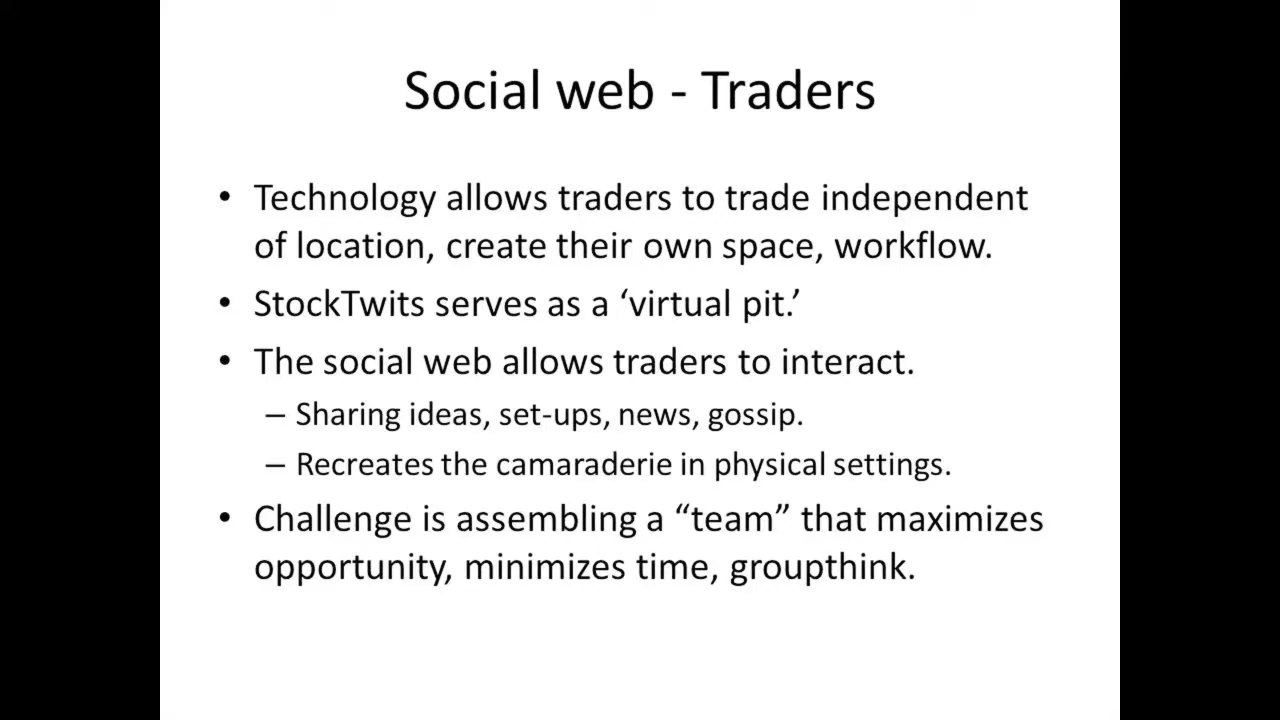 Social web - Traders
• Technology allows traders to trade independent
of location, create their own space, workflow.
• StockTwits serves as a ‘virtual pit.’
• The social web allows traders to interact.
– Sharing ideas, set-ups, news, gossip.
– Recreates the camaraderie in physical settings.
• Challenge is assembling a “team” that maximizes
opportunity, minimizes time, groupthink.